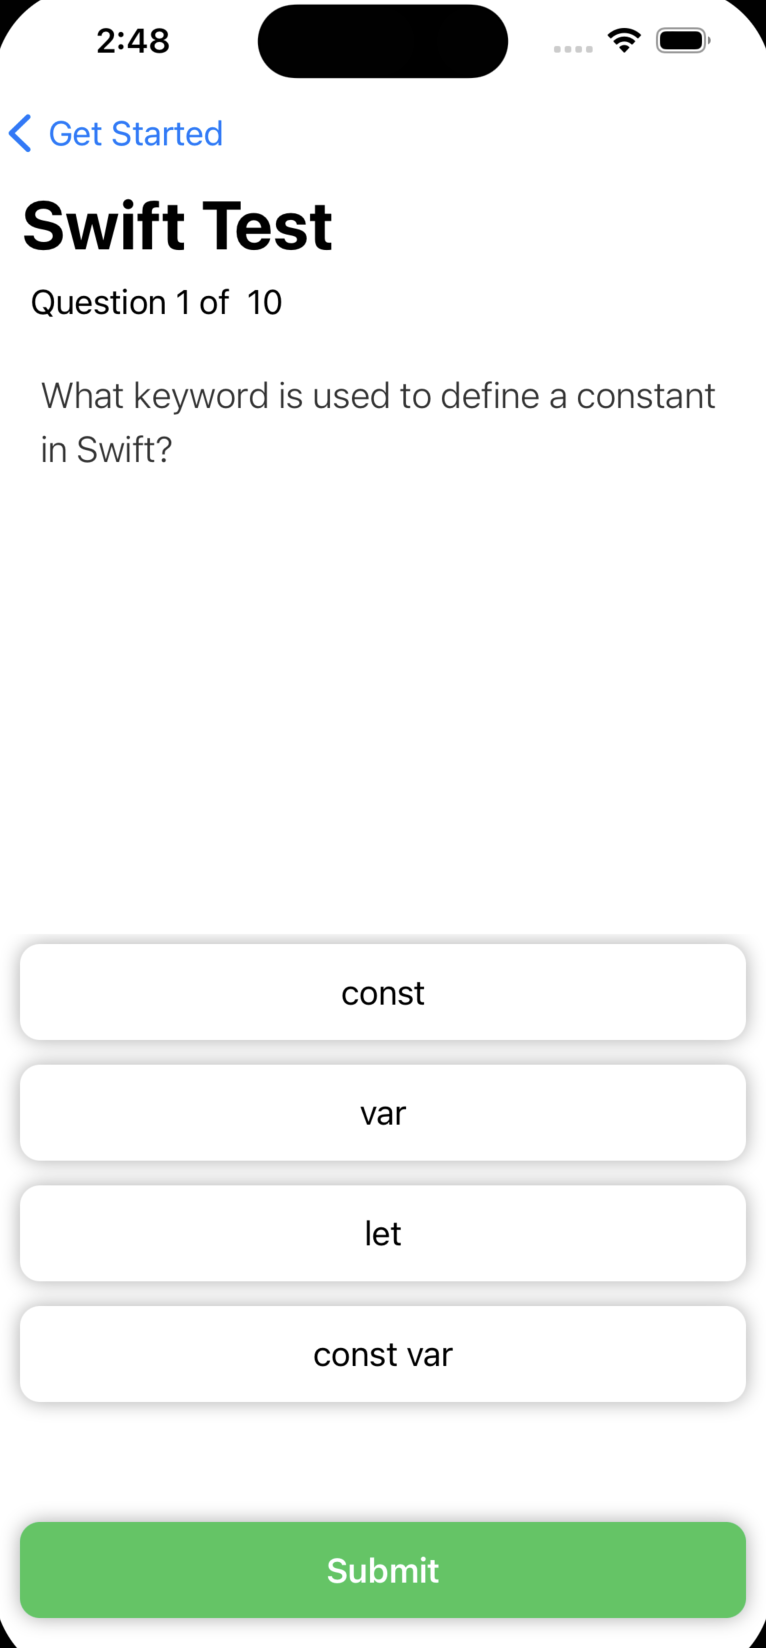 2:48
Get Started
Swift Test
Question 1 of  10
What keyword is used to define a constant
in Swift?
const
var
let
const var
Submit